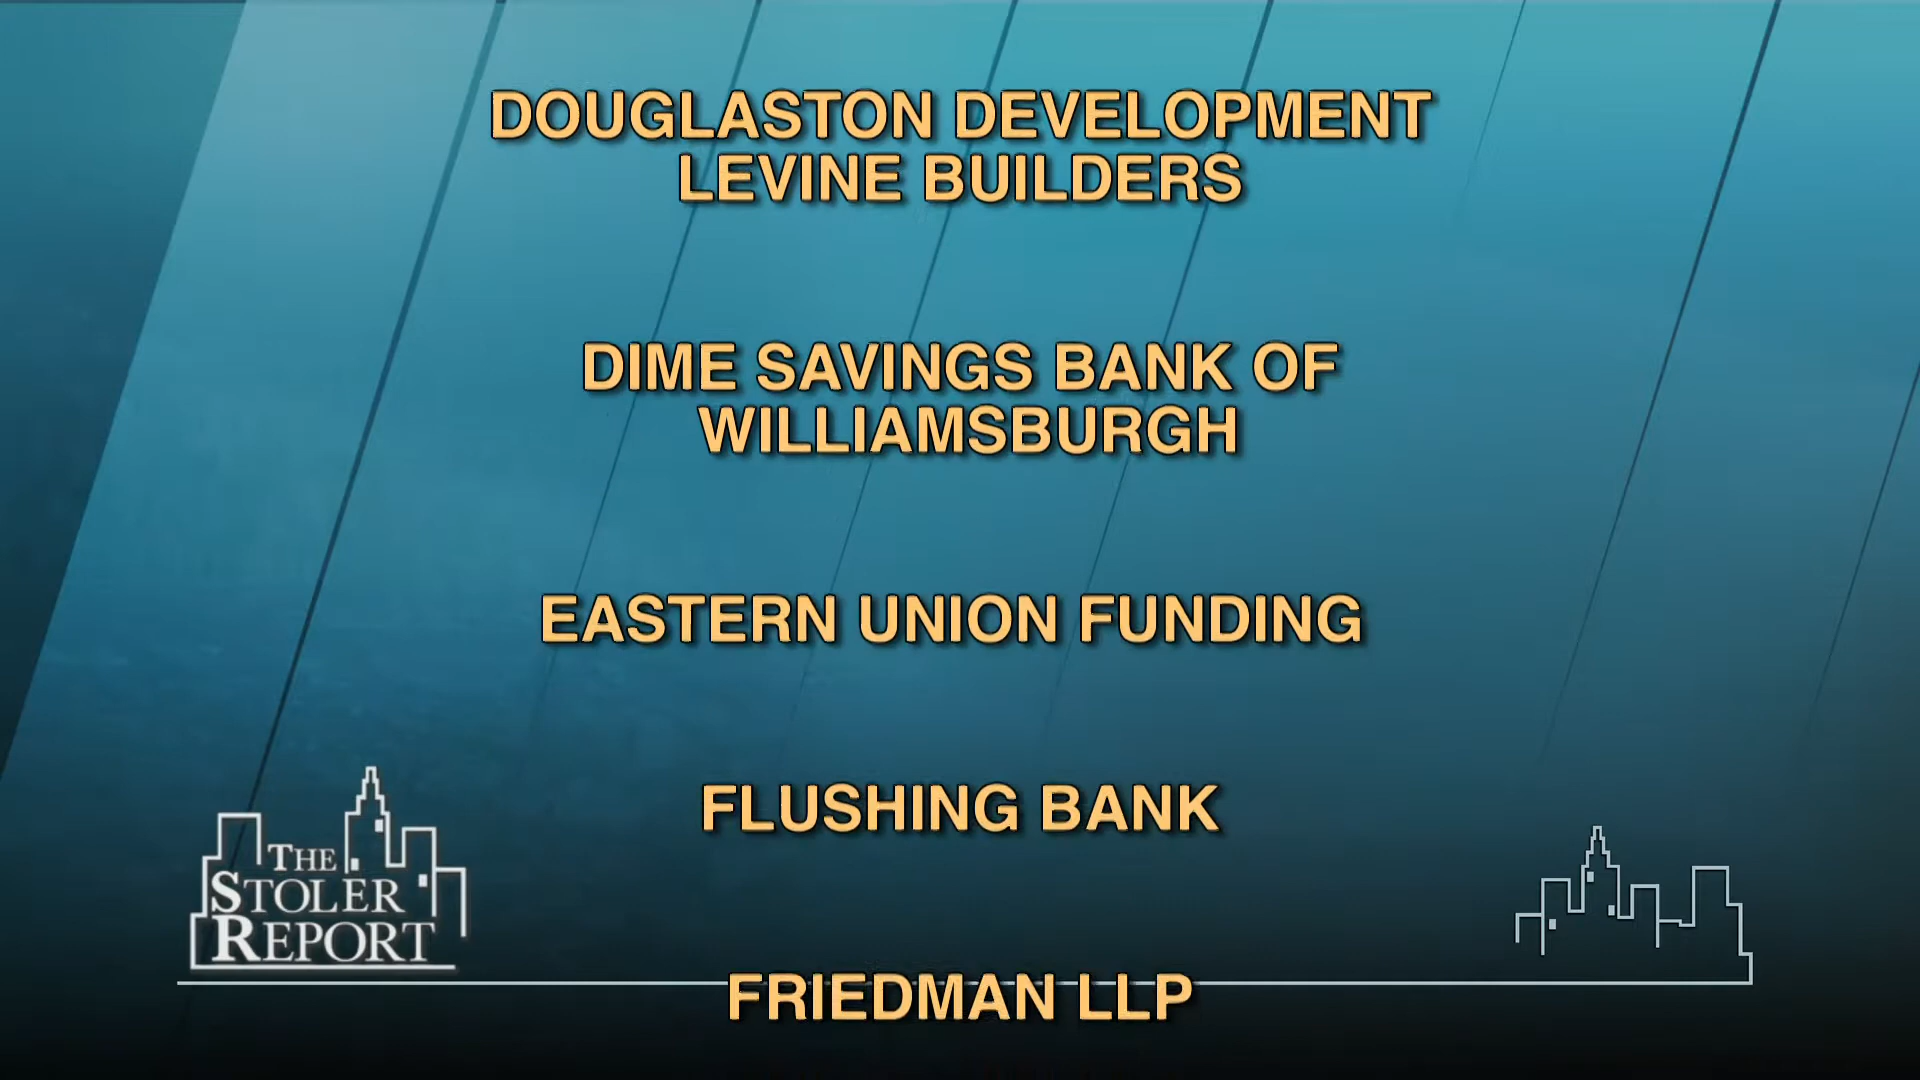 DOUGLASTON DEVELOPMENT
LEVINE BUILDERS
DIME SAVINGS BANK OF
WILLIAMSBURGH
EASTERN UNION FUNDING
FLUSHING BANK
THE
STOLER
REPORT
FRIEDMAN LLP